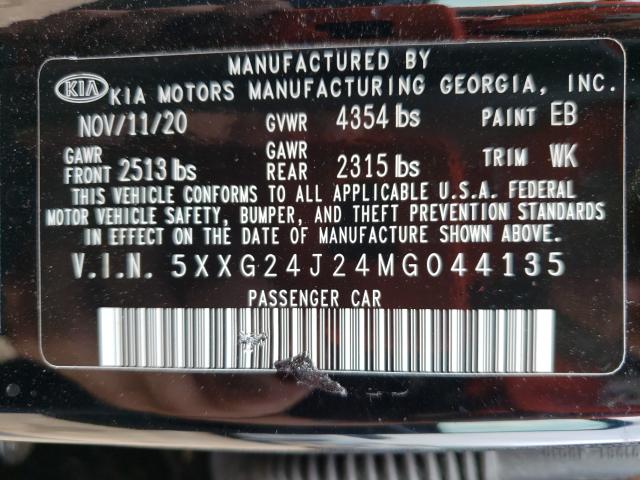 MANUFACTURED BY
KIA KIA MOTORS MANUFACTURING GEORGIA, INC.
NOV/11/20 GVWR 4354 lbs PAINT EB
GAWR FRONT 2513 lbs GAWR REAR 2315 lbs TRIM WK
THIS VEHICLE CONFORMS TO ALL APPLICABLE U.S.A. FEDERAL
MOTOR VEHICLE SAFETY, BUMPER, AND THEFT PREVENTION STANDARDS
IN EFFECT ON THE DATE OF MANUFACTURE SHOWN ABOVE.
V.I.N. 5XXG24J24MG044135
PASSENGER CAR